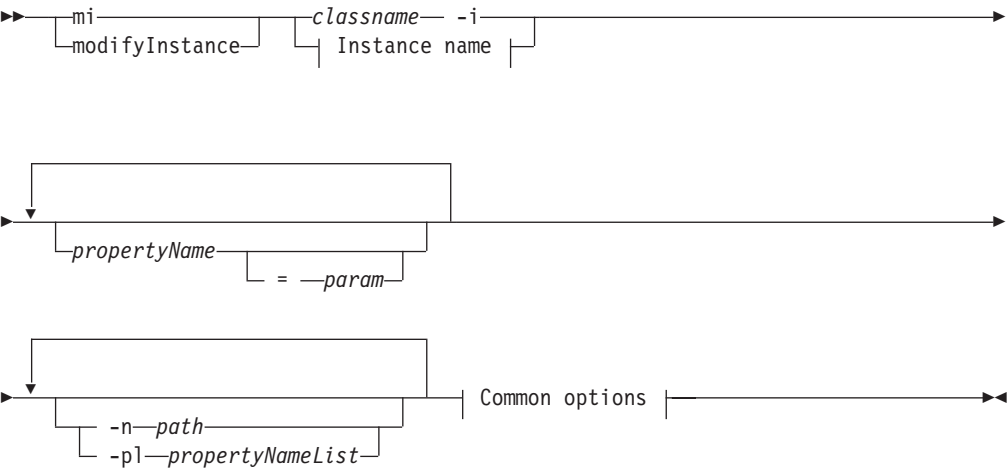 mi classname -i
modifyInstance Instance name
propertyName
= param
Common options
-n path
-pl propertyNameList